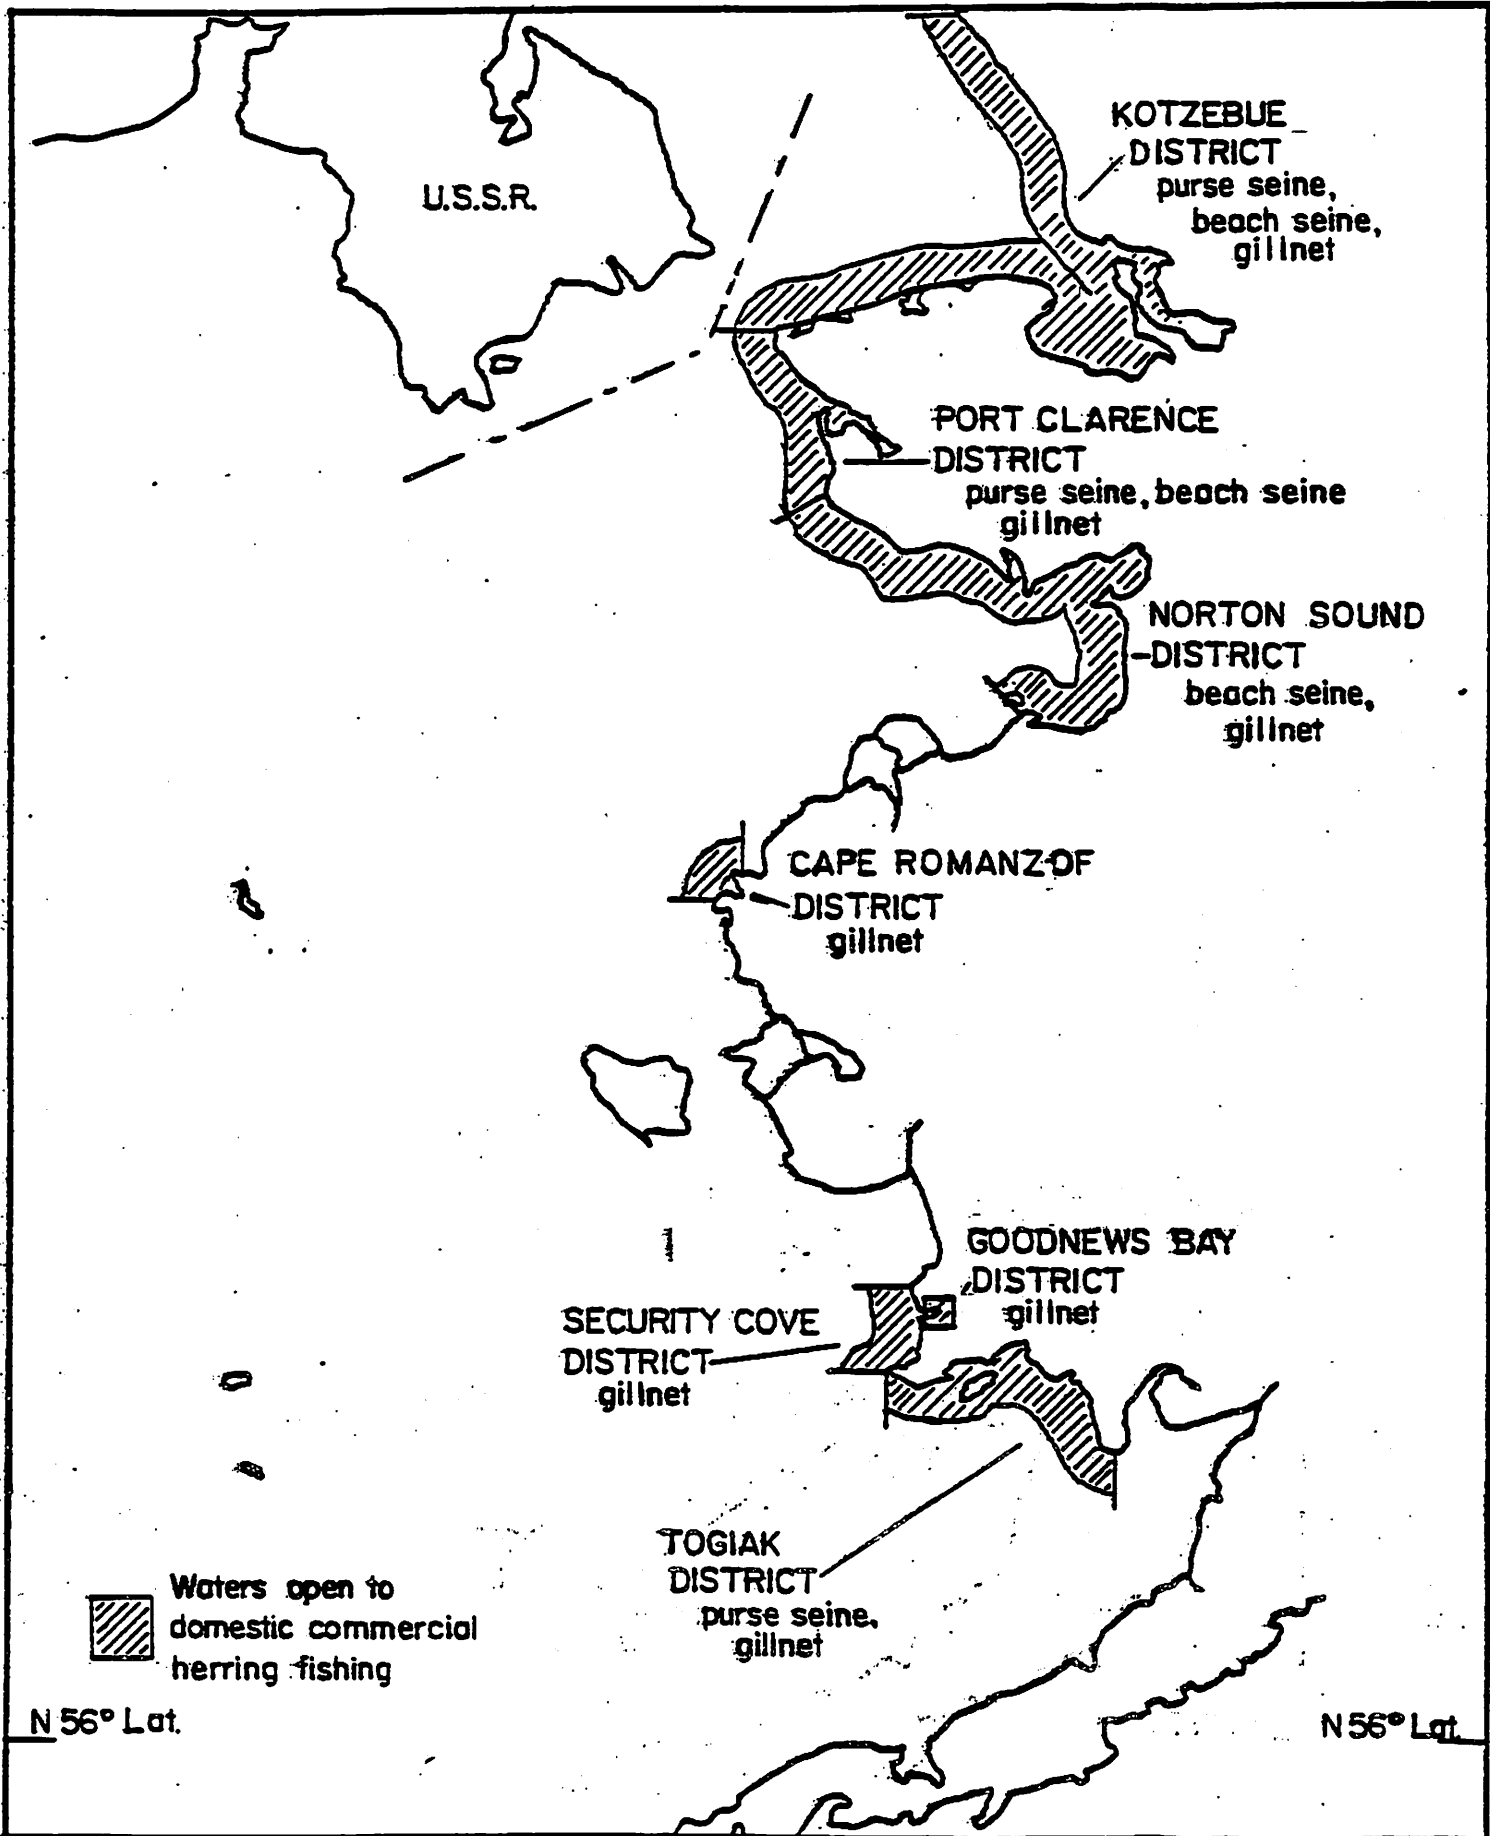 U.S.S.R.
KOTZEBUE
DISTRICT
purse seine,
beach seine,
gillnet
PORT CLARENCE
DISTRICT
purse seine, beach seine
gillnet
NORTON SOUND
DISTRICT
beach seine,
gillnet
CAPE ROMANZOF
DISTRICT
gillnet
GOODNEWS BAY
DISTRICT
gillnet
SECURITY COVE
DISTRICT
gillnet
TOGIAK
DISTRICT
purse seine,
gillnet
Waters open to
domestic commercial
herring fishing
N 56° Lat.
N 56° Lat.